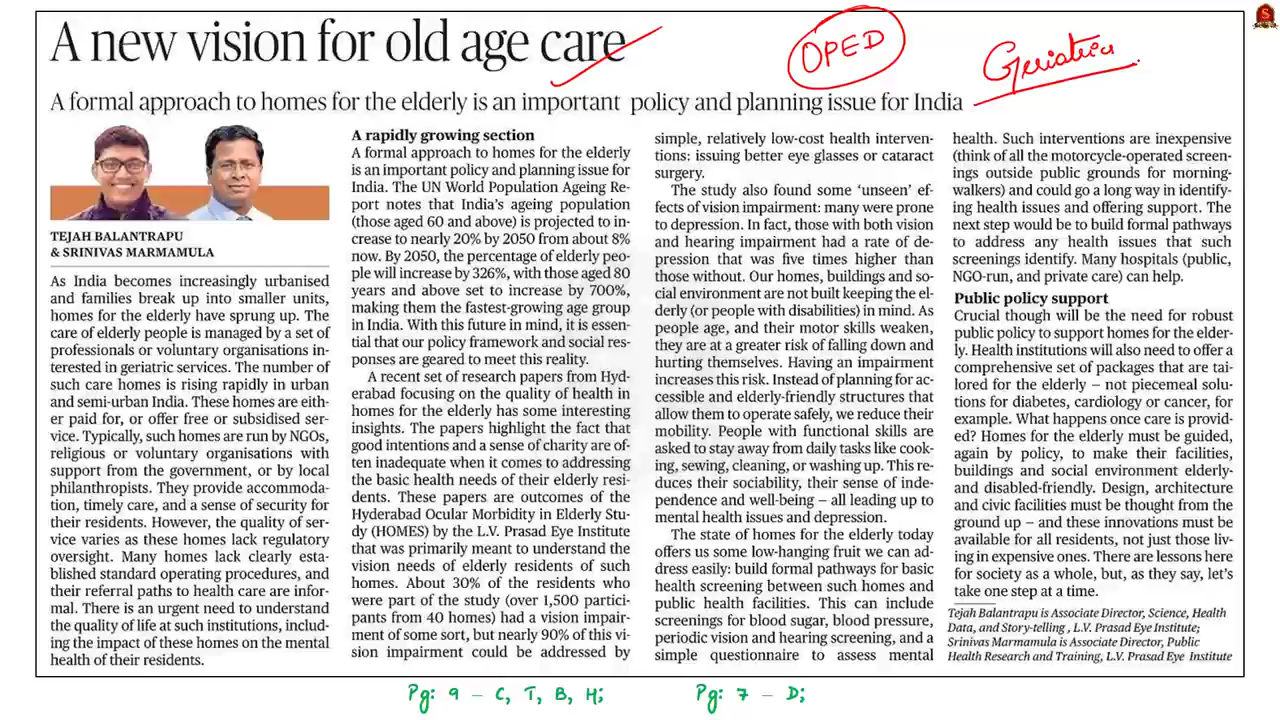 A new vision for old age care
OPED
Geriatrics
A formal approach to homes for the elderly is an important policy and planning issue for India
TEJAH BALANTRAPU
& SRINIVAS MARMAMULA
As India becomes increasingly urbanised
and families break up into smaller units,
homes for the elderly have sprung up. The
care of elderly people is managed by a set of
professionals or voluntary organisations in-
terested in geriatric services. The number of
such care homes is rising rapidly in urban
and semi-urban India. These homes are eith-
er paid for, or offer free or subsidised ser-
vice. Typically, such homes are run by NGOs,
religious or voluntary organisations with
support from the government, or by local
philanthropists. They provide accommoda-
tion, timely care, and a sense of security for
their residents. However, the quality of ser-
vice varies as these homes lack regulatory
oversight. Many homes lack clearly esta-
blished standard operating procedures, and
their referral paths to health care are infor-
mal. There is an urgent need to understand
the quality of life at such institutions, includ-
ing the impact of these homes on the mental
health of their residents.
A rapidly growing section
A formal approach to homes for the elderly
is an important policy and planning issue for
India. The UN World Population Ageing Re-
port notes that India's ageing population
(those aged 60 and above) is projected to in-
crease to nearly 20% by 2050 from about 8%
now. By 2050, the percentage of elderly peo-
ple will increase by 326%, with those aged 80
years and above set to increase by 700%,
making them the fastest-growing age group
in India. With this future in mind, it is essen-
tial that our policy framework and social res-
ponses are geared to meet this reality.
A recent set of research papers from Hyd-
erabad focusing on the quality of health in
homes for the elderly has some interesting
insights. The papers highlight the fact that
good intentions and a sense of charity are of-
ten inadequate when it comes to addressing
the basic health needs of their elderly resi-
dents. These papers are outcomes of the
Hyderabad Ocular Morbidity in Elderly Stu-
dy (HOMES) by the L.V. Prasad Eye Institute
that was primarily meant to understand the
vision needs of elderly residents of such
homes. About 30% of the residents who
were part of the study (over 1,500 partici-
pants from 40 homes) had a vision impair-
ment of some sort, but nearly 90% of this vi-
sion impairment could be addressed by
simple, relatively low-cost health interven-
tions: issuing better eye glasses or cataract
surgery.
The study also found some 'unseen' ef-
fects of vision impairment: many were prone
to depression. In fact, those with both vision
and hearing impairment had a rate of de-
pression that was five times higher than
those without. Our homes, buildings and so-
cial environment are not built keeping the el-
derly (or people with disabilities) in mind. As
people age, and their motor skills weaken,
they are at a greater risk of falling down and
hurting themselves. Having an impairment
increases this risk. Instead of planning for ac-
cessible and elderly-friendly structures that
allow them to operate safely, we reduce their
mobility. People with functional skills are
asked to stay away from daily tasks like cook-
ing, sewing, cleaning, or washing up. This re-
duces their sociability, their sense of inde-
pendence and well-being – all leading up to
mental health issues and depression.
The state of homes for the elderly today
offers us some low-hanging fruit we can ad-
dress easily: build formal pathways for basic
health screening between such homes and
public health facilities. This can include
screenings for blood sugar, blood pressure,
periodic vision and hearing screening, and a
simple questionnaire to assess mental
health. Such interventions are inexpensive
(think of all the motorcycle-operated screen-
ings outside public grounds for morning-
walkers) and could go a long way in identify-
ing health issues and offering support. The
next step would be to build formal pathways
to address any health issues that such
screenings identify. Many hospitals (public,
NGO-run, and private care) can help.
Public policy support
Crucial though will be the need for robust
public policy to support homes for the elder-
ly. Health institutions will also need to offer a
comprehensive set of packages that are tai-
lored for the elderly – not piecemeal solu-
tions for diabetes, cardiology or cancer, for
example. What happens once care is provid-
ed? Homes for the elderly must be guided,
again by policy, to make their facilities,
buildings and social environment elderly-
and disabled-friendly. Design, architecture
and civic facilities must be thought from the
ground up – and these innovations must be
available for all residents, not just those liv-
ing in expensive ones. There are lessons here
for society as a whole, but, as they say, let's
take one step at a time.
Tejah Balantrapu is Associate Director, Science, Health
Data, and Story-telling , L.V. Prasad Eye Institute;
Srinivas Marmamula is Associate Director, Public
Health Research and Training, L.V. Prasad Eye Institute
Pg: 9 – C, T, B, H; Pg: 7 – D;